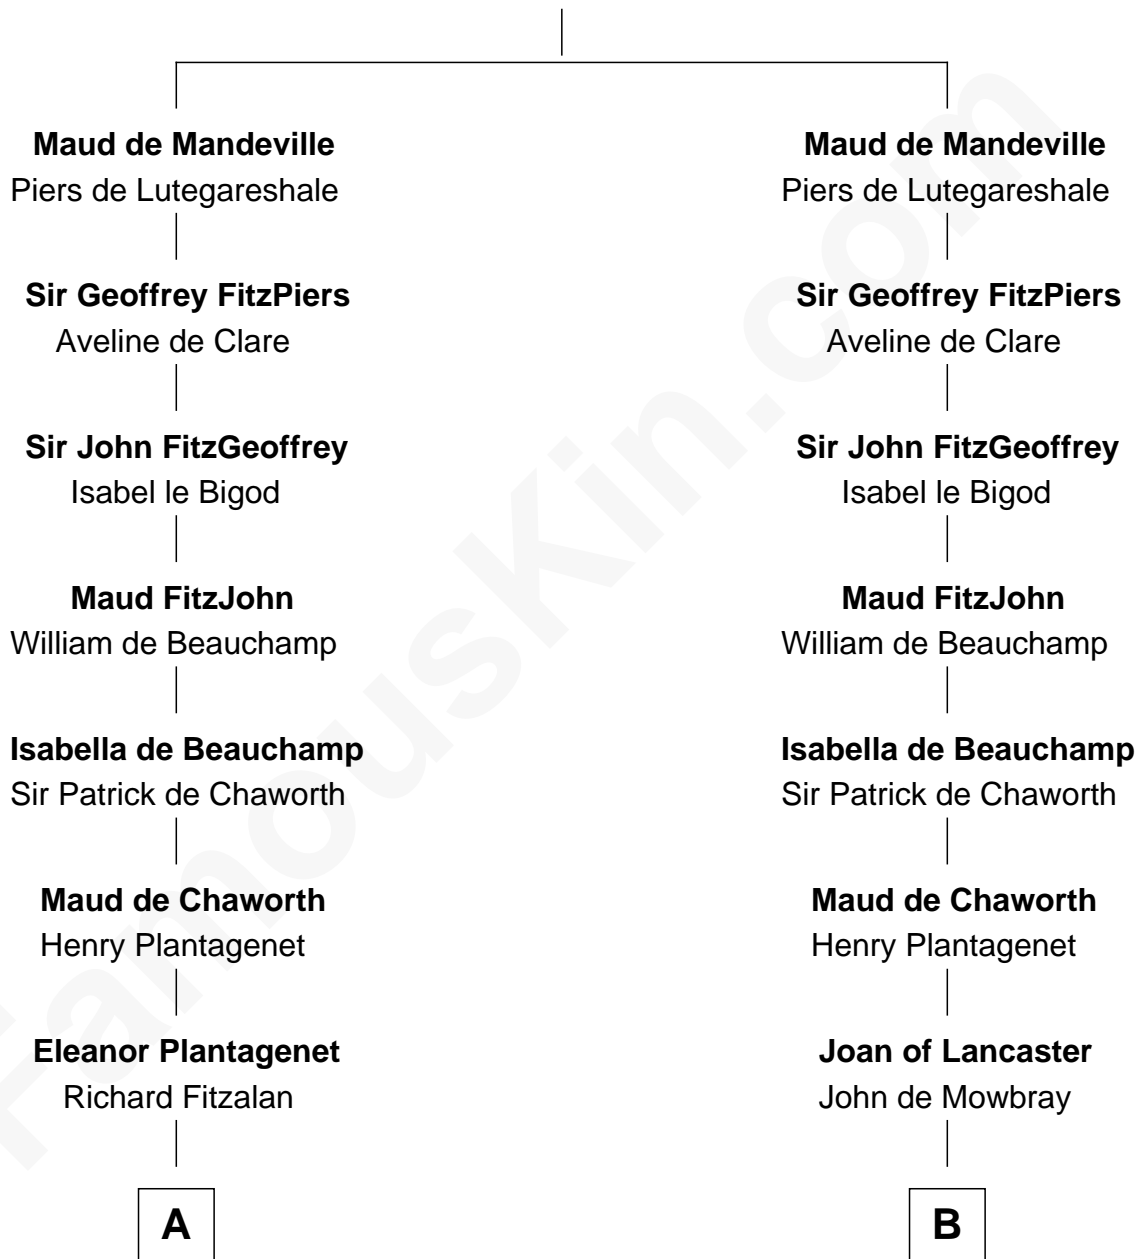 Maud de Mandeville
Piers de Lutegareshale
Sir Geoffrey FitzPiers
Aveline de Clare
Sir John FitzGeoffrey
Isabel le Bigod
Maud FitzJohn
William de Beauchamp
Isabella de Beauchamp
Sir Patrick de Chaworth
Maud de Chaworth
Henry Plantagenet
Eleanor Plantagenet
Richard Fitzalan
A
Maud de Mandeville
Piers de Lutegareshale
Sir Geoffrey FitzPiers
Aveline de Clare
Sir John FitzGeoffrey
Isabel le Bigod
Maud FitzJohn
William de Beauchamp
Isabella de Beauchamp
Sir Patrick de Chaworth
Maud de Chaworth
Henry Plantagenet
Joan of Lancaster
John de Mowbray
B
FamousKin.com